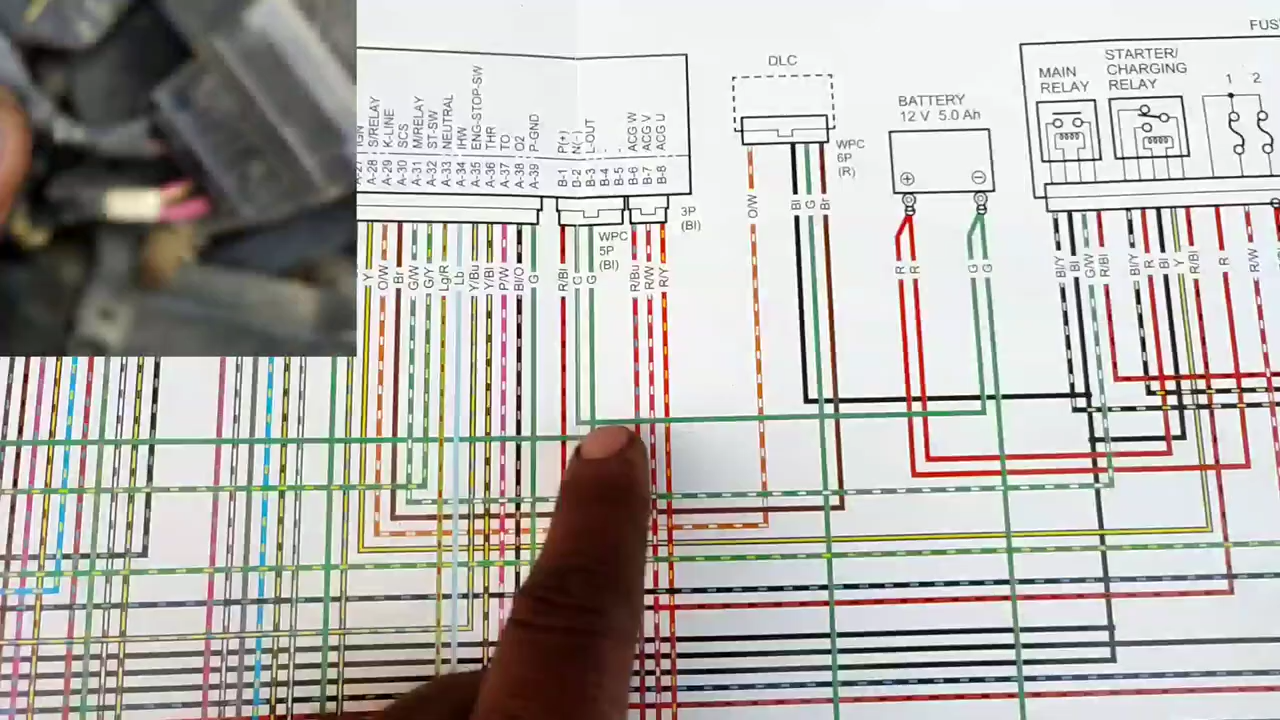 FUS
DLC
STARTER/
CHARGING
RELAY
MAIN
RELAY
1 2
BATTERY
12 V 5.0 Ah
A-28 S/RELAY
A-29 K-LINE
A-30 SCS
A-31 M/RELAY
A-32 ST-SW
A-33 NEUTRAL
A-34 IHW
A-35 ENG-STOP-SW
A-36 THR
A-37 TO
A-38 O2
A-39 P-GND
B-1 P(+)
B-2 N(-)
B-3 L-OUT
B-4 -
B-5 -
B-6 ACG W
B-7 ACG V
B-8 ACG U
WPC
6P
(R)
3P
(Bl)
WPC
5P
(Bl)
Y
O/W
Br
G/W
G/Y
Lg/R
Lb
Y/Bu
Y/Bl
P/W
B/O
G
R/Bl
G
G
R/Bu
R/W
R/Y
O/W
Bl
G
Br
R
R
G
G
Bl/Y
Bl
G/W
R/Bl
Bl/Y
R
Bl
Y
R/Bl
R
R/W
R